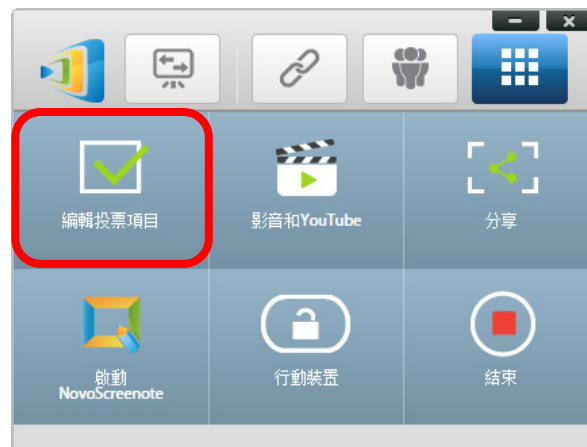 編輯投票項目
影音和YouTube
分享
啟動
NovoScreenote
行動裝置
結束